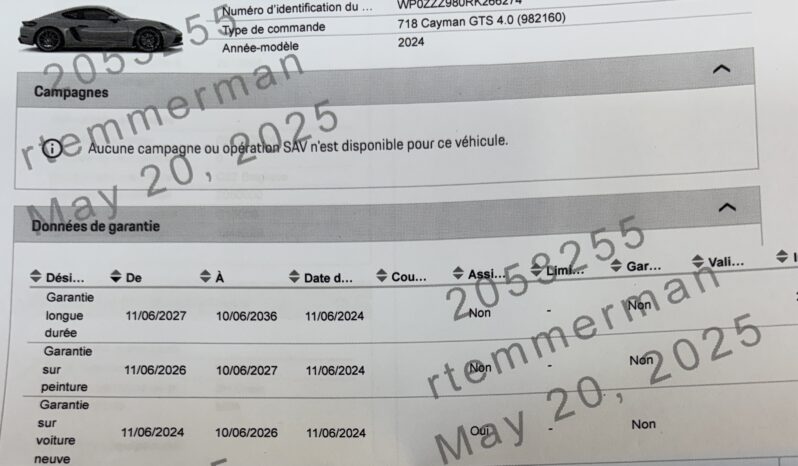 Numéro d'identification du ...
WP0ZZZ980RK266274
Type de commande
718 Cayman GTS 4.0 (982160)
Année-modèle
2024
2053255
rtemmerman
May 20, 2025
Campagnes
Aucune campagne ou opération SAV n'est disponible pour ce véhicule.
Données de garantie
Dési... De À Date d... Cou... Assi... Limi... Gar... Vali...
Garantie
longue
durée
11/06/2027 10/06/2036 11/06/2024 Non - Non
Garantie
sur
peinture
11/06/2026 10/06/2027 11/06/2024 Non - Non
Garantie
sur
voiture
neuve
11/06/2024 10/06/2026 11/06/2024 Oui - Non
2053255
rtemmerman
May 20, 2025